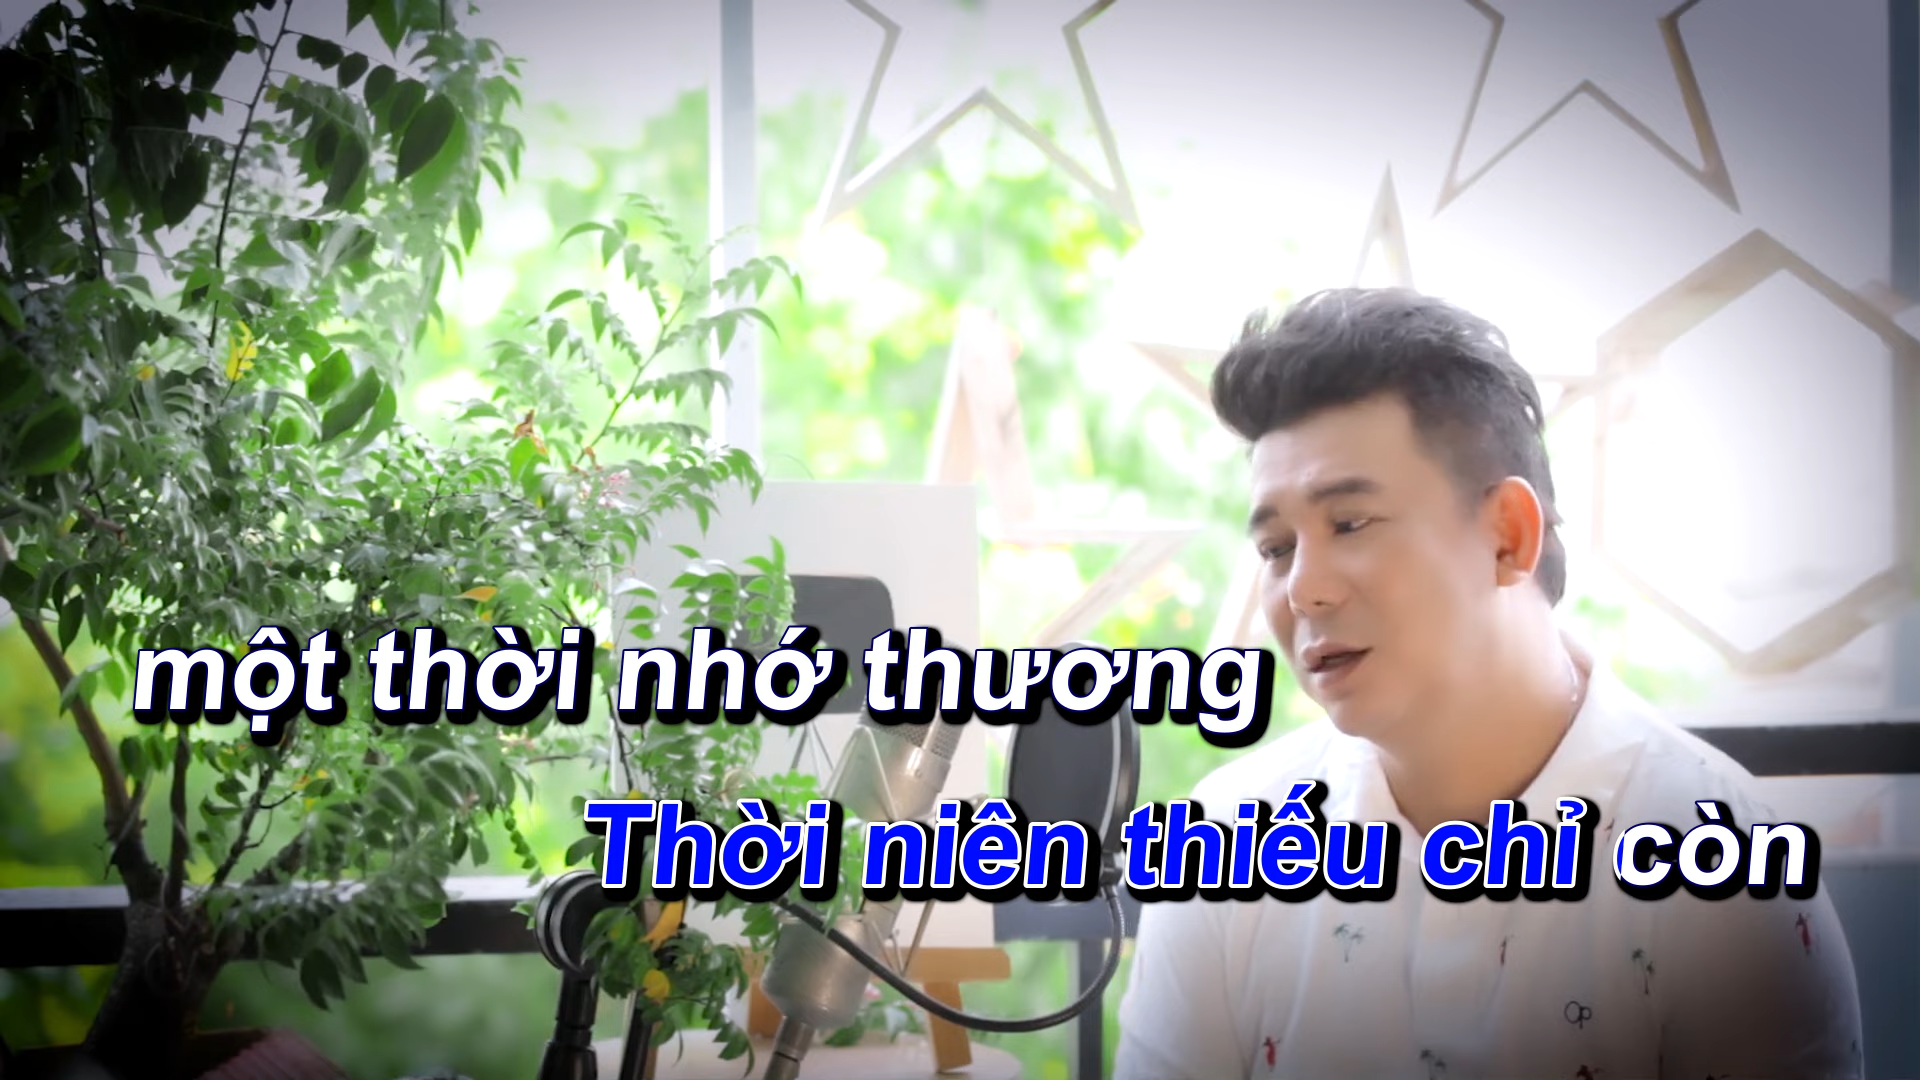 một thời nhớ thương
Thời niên thiếu chỉ còn